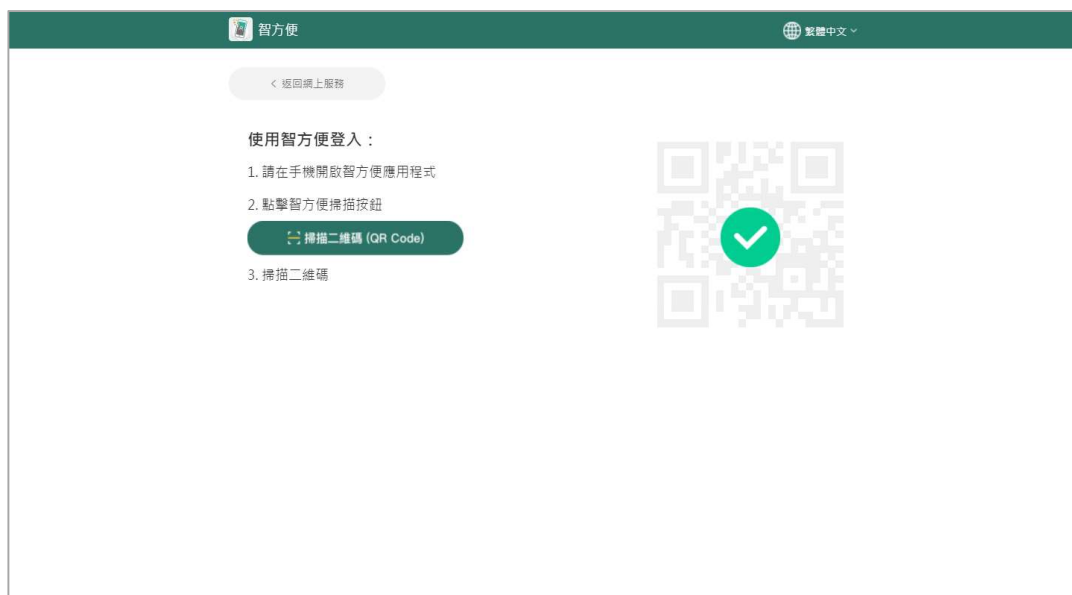 智方便
繁體中文
< 返回網上服務
使用智方便登入：
1. 請在手機開啟智方便應用程式
2. 點擊智方便掃描按鈕
掃描二維碼 (QR Code)
3. 掃描二維碼